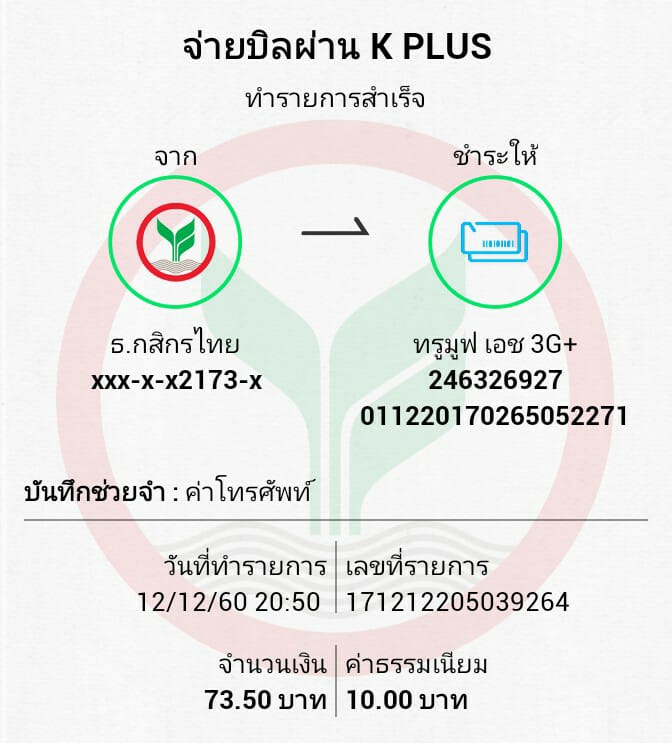 จ่ายบิลผ่าน K PLUS
ทำรายการสำเร็จ
จาก
ชำระให้
ธ.กสิกรไทย
xxx-x-x2173-x
ทรูมูฟ เอช 3G+
246326927
011220170265052271
บันทึกช่วยจำ : ค่าโทรศัพท์
วันที่ทำรายการ
12/12/60 20:50
เลขที่รายการ
171212205039264
จำนวนเงิน
73.50 บาท
ค่าธรรมเนียม
10.00 บาท